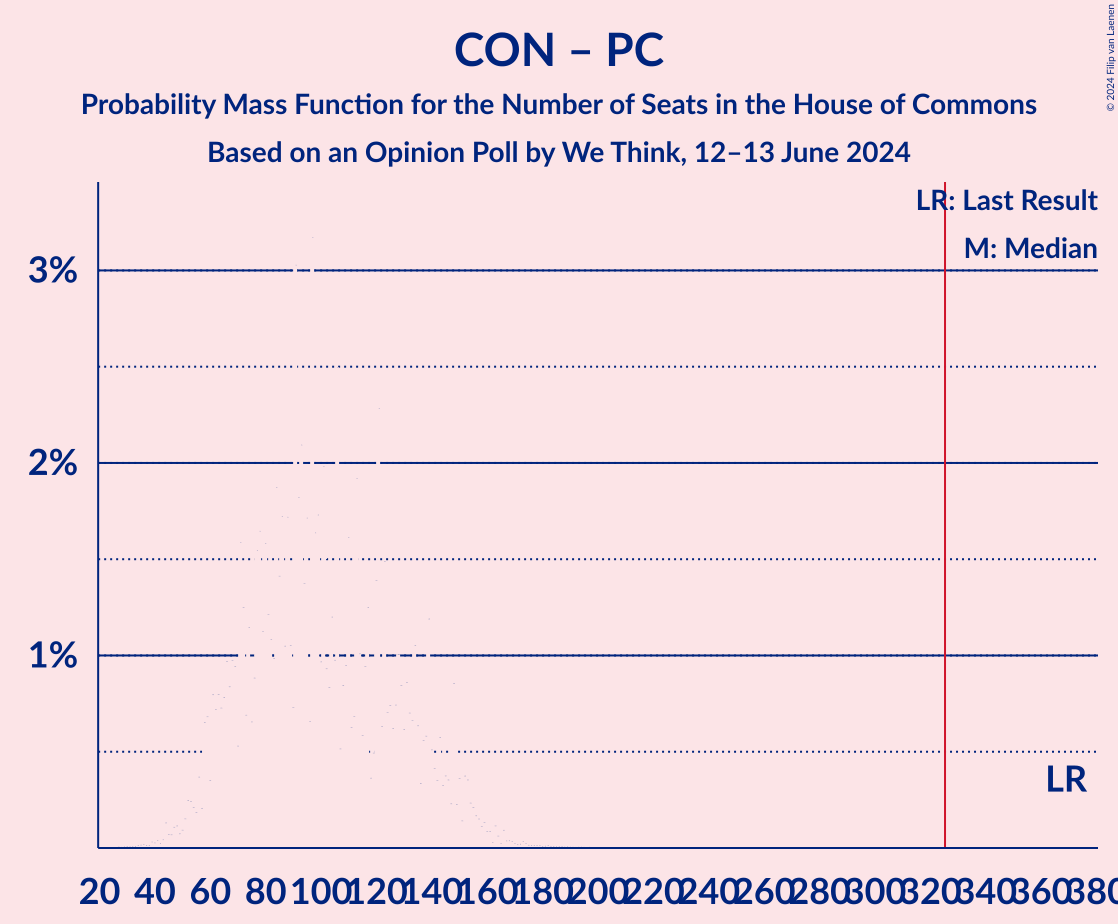 CON – PC
Probability Mass Function for the Number of Seats in the House of Commons
Based on an Opinion Poll by We Think, 12–13 June 2024
© 2024 Filip van Laenen
LR: Last Result
M: Median
3%
2%
1%
LR
20 40 60 80 100 120 140 160 180 200 220 240 260 280 300 320 340 360 380